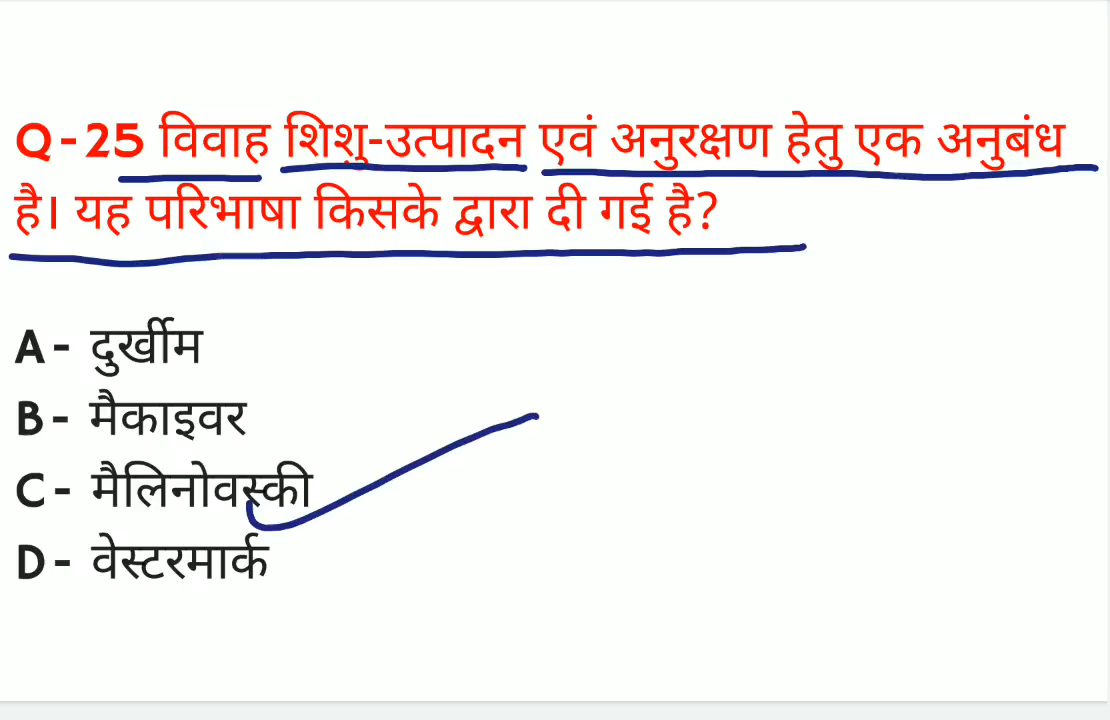 Q-25 विवाह शिशु-उत्पादन एवं अनुरक्षण हेतु एक अनुबंध
है। यह परिभाषा किसके द्वारा दी गई है?
A- दुर्खीम
B- मैकाइवर
C- मैलिनोवस्की
D- वेस्टरमार्क